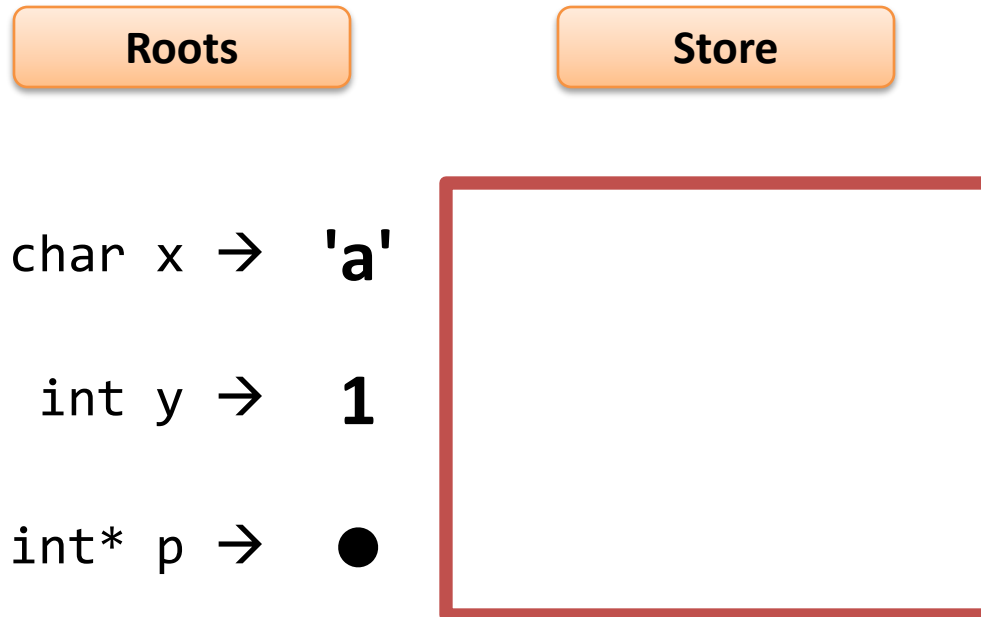 Roots
Store
char x → 'a'
int y → 1
int* p → ●